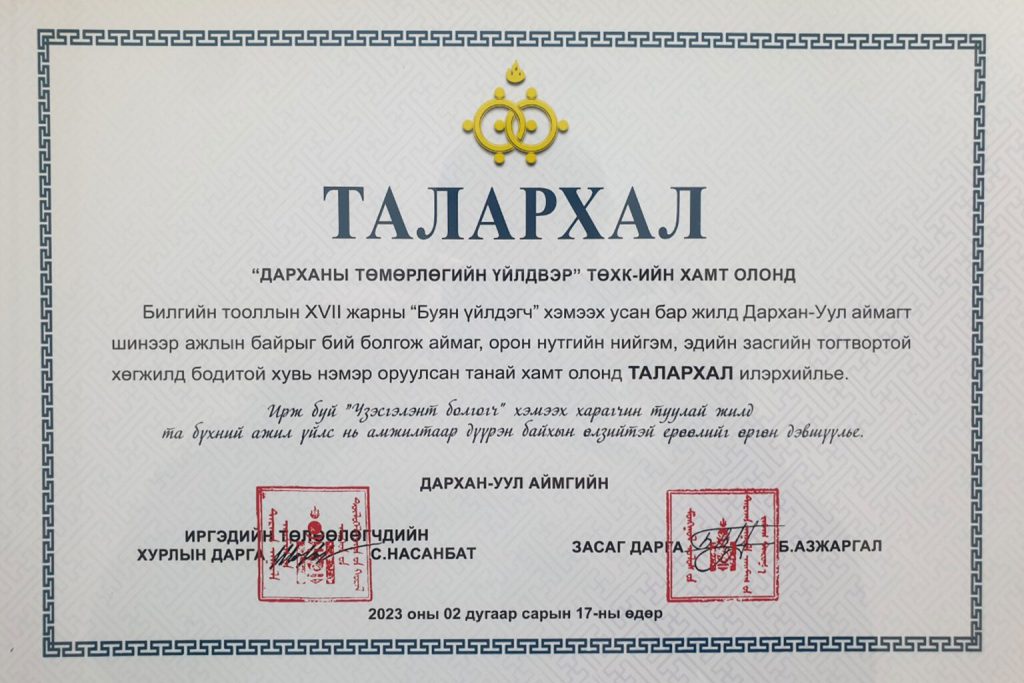 ТАЛАРХАЛ
“ДАРХАНЫ ТӨМӨРЛӨГИЙН ҮЙЛДВЭР” ТӨХК-ИЙН ХАМТ ОЛОНД
Билгийн тооллын XVII жарны “Буян үйлдэгч” хэмээх усан бар жилд Дархан-Уул аймагт
шинээр ажлын байрыг бий болгож аймаг, орон нутгийн нийгэм, эдийн засгийн тогтвортой
хөгжилд бодитой хувь нэмэр оруулсан танай хамт олонд ТАЛАРХАЛ илэрхийлье.
Ирж буй "Үзэсгэлэнт болгогч" хэмээх харагчин туулай жилд
та бүхний ажил үйлс нь амжилтаар дүүрэн байхын өлзийтэй ерөөлийг өргөн дэвшүүлье.
ДАРХАН-УУЛ АЙМГИЙН
ИРГЭДИЙН ТӨЛӨӨЛӨГЧДИЙН
ХУРЛЫН ДАРГА С.НАСАНБАТ
ЗАСАГ ДАРГА Б.АЗЖАРГАЛ
2023 оны 02 дугаар сарын 17-ны өдөр